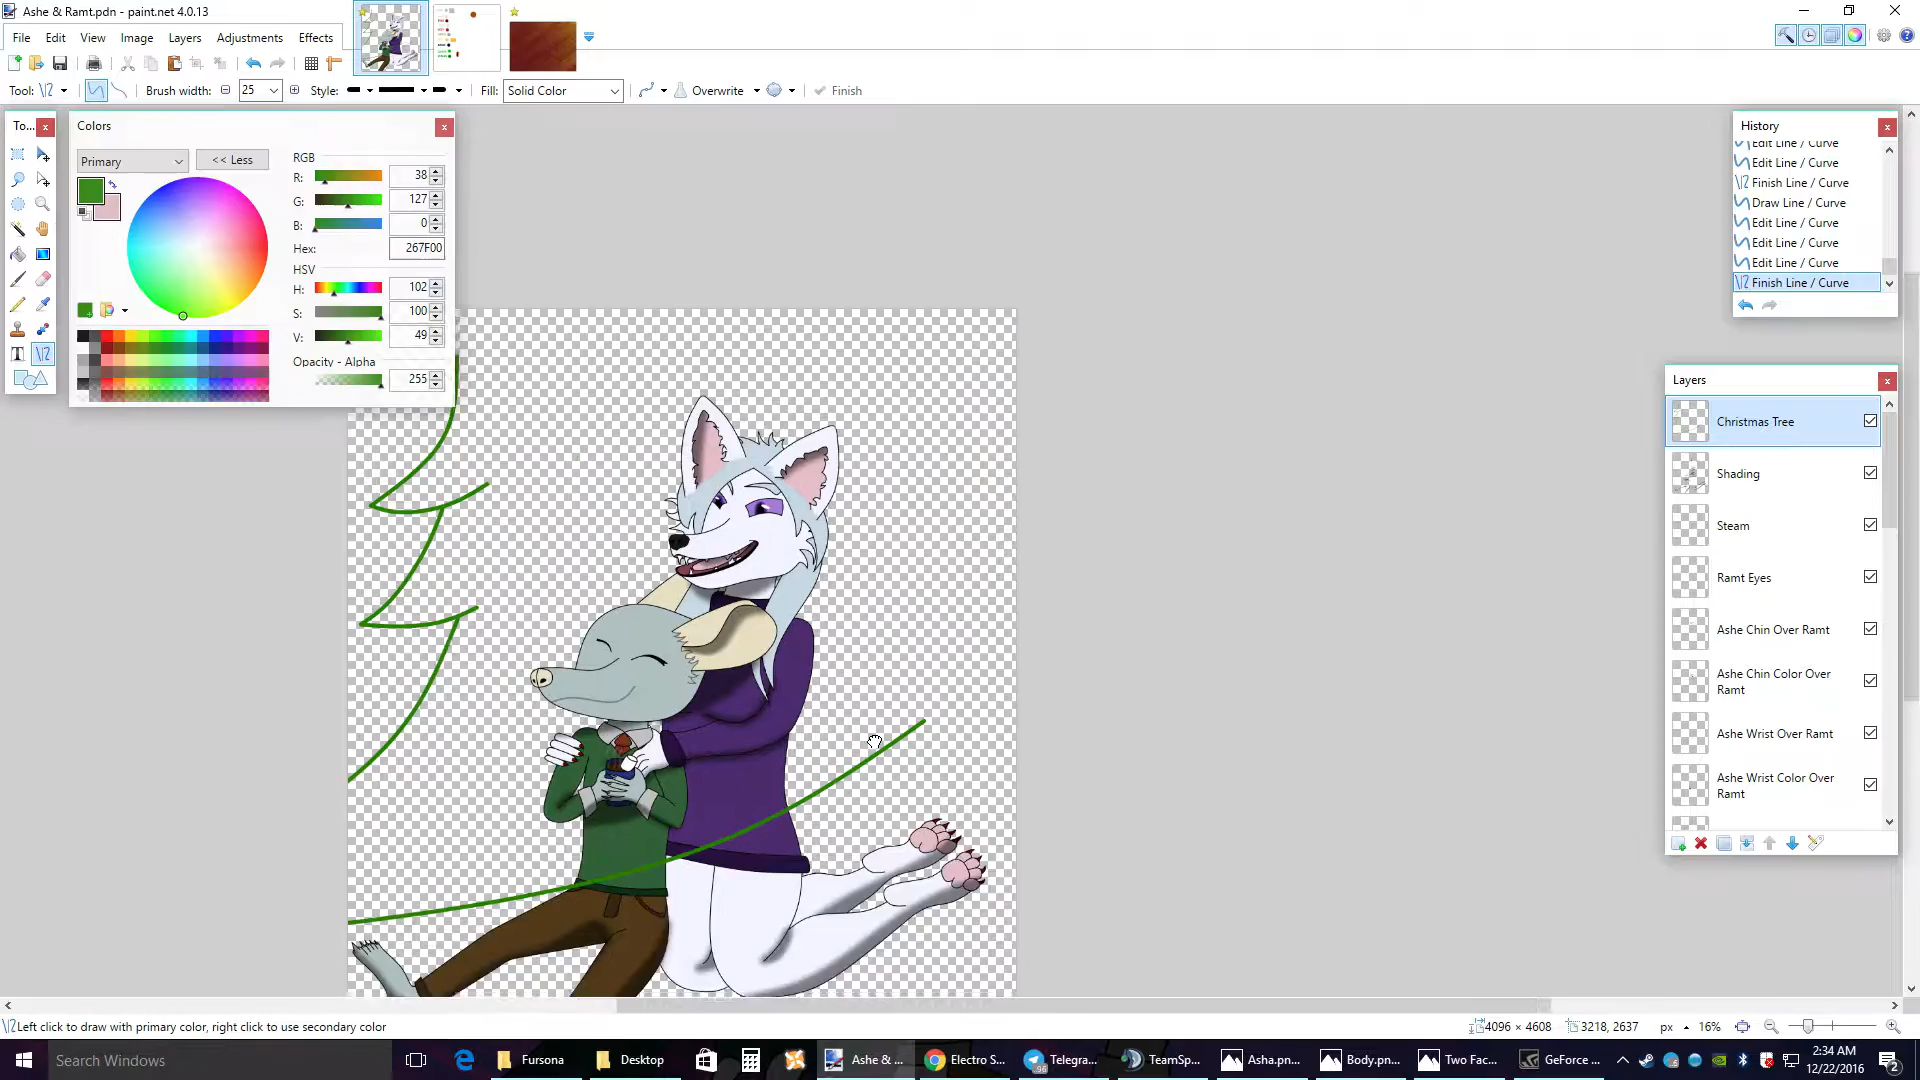 Ashe & Ramt.pdn - paint.net 4.0.13
File Edit View Image Layers Adjustments Effects
Tool: Brush width: 25 Style: Fill: Solid Color Overwrite Finish
To...
Colors
Primary
<< Less
RGB
R: 38
G: 127
B: 0
Hex: 267F00
HSV
H: 102
S: 100
V: 49
Opacity - Alpha
255
History
Edit Line / Curve
Edit Line / Curve
Finish Line / Curve
Draw Line / Curve
Edit Line / Curve
Edit Line / Curve
Edit Line / Curve
Finish Line / Curve
Layers
Christmas Tree
Shading
Steam
Ramt Eyes
Ashe Chin Over Ramt
Ashe Chin Color Over
Ramt
Ashe Wrist Over Ramt
Ashe Wrist Color Over
Ramt
Left click to draw with primary color, right click to use secondary color
4096 × 4608 3218, 2637 px 16%
Search Windows
Fursona
Desktop
Ashe & ...
Electro S...
Telegra...
96
TeamSp...
Asha.pn...
Body.pn...
Two Fac...
GeForce ...
2:34 AM
12/22/2016
2